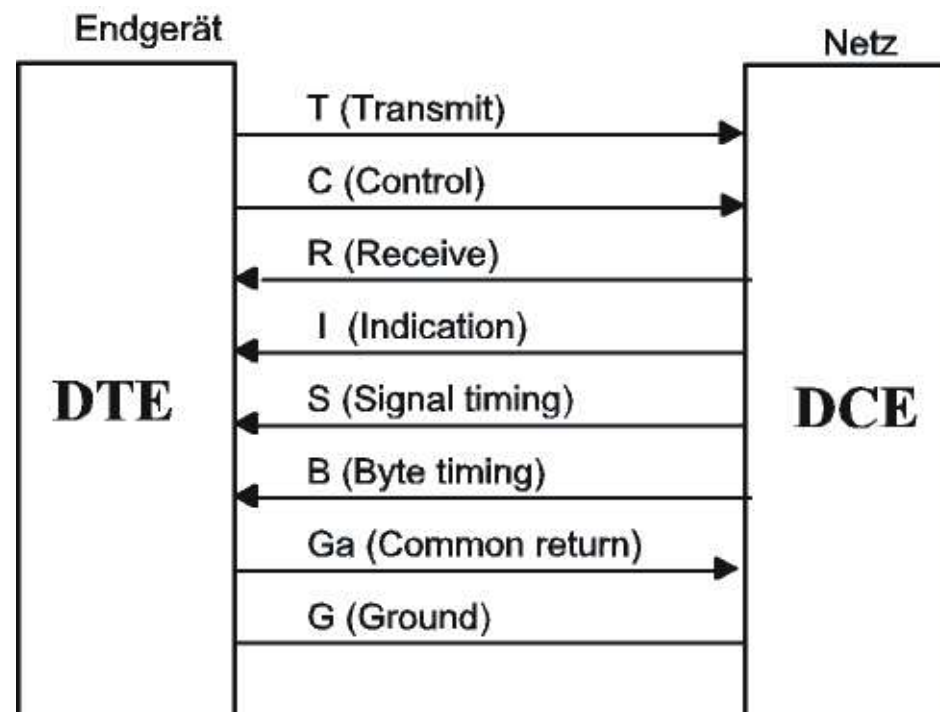 Endgerät
Netz
T (Transmit)
C (Control)
R (Receive)
I (Indication)
S (Signal timing)
DTE
DCE
B (Byte timing)
Ga (Common return)
G (Ground)